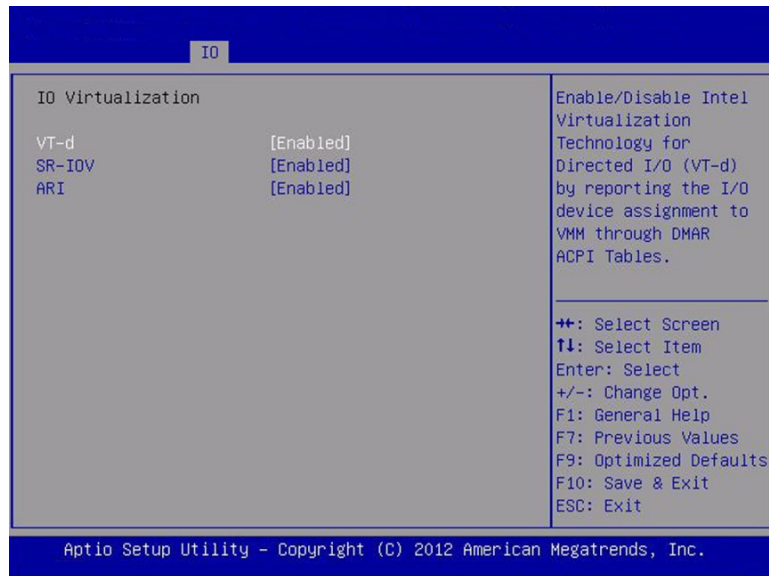 IO
IO Virtualization
VT-d [Enabled]
SR-IOV [Enabled]
ARI [Enabled]
Enable/Disable Intel
Virtualization
Technology for
Directed I/O (VT-d)
by reporting the I/O
device assignment to
VMM through DMAR
ACPI Tables.
→←: Select Screen
↑↓: Select Item
Enter: Select
+/-: Change Opt.
F1: General Help
F7: Previous Values
F9: Optimized Defaults
F10: Save & Exit
ESC: Exit
Aptio Setup Utility - Copyright (C) 2012 American Megatrends, Inc.